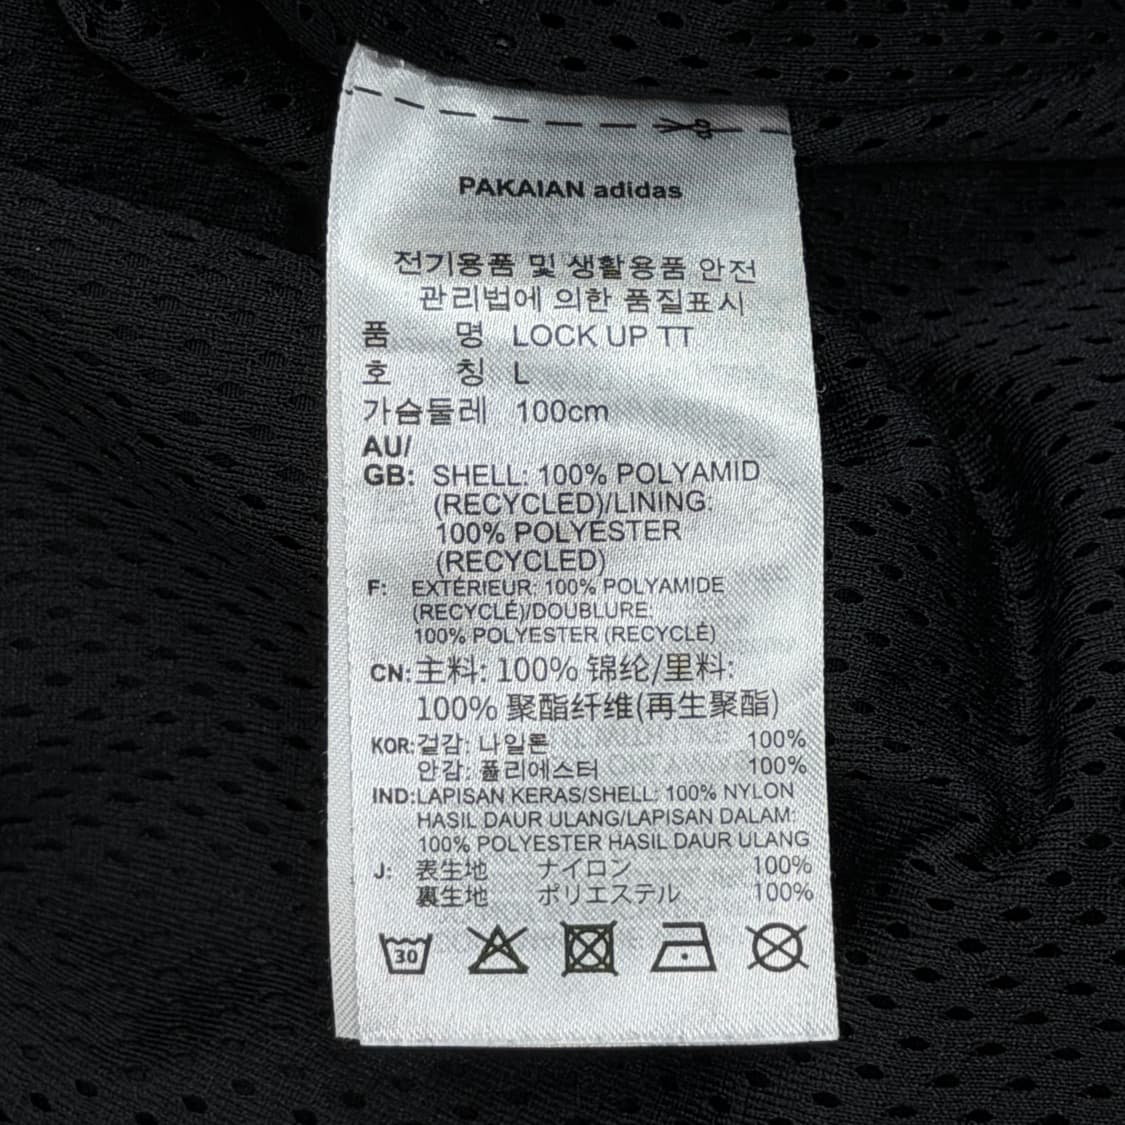 PAKAIAN adidas
전기용품 및 생활용품 안전
관리법에 의한 품질표시
품 명 LOCK UP TT
호 칭 L
가슴둘레 100cm
AU/
GB: SHELL: 100% POLYAMID
(RECYCLED)/LINING:
100% POLYESTER
(RECYCLED)
F: EXTÉRIEUR: 100% POLYAMIDE
(RECYCLÉ)/DOUBLURE:
100% POLYESTER (RECYCLÉ)
CN: 主料: 100% 锦纶/里料:
100% 聚酯纤维(再生聚酯)
KOR: 겉감: 나일론 100%
안감: 폴리에스터 100%
IND: LAPISAN KERAS/SHELL: 100% NYLON
HASIL DAUR ULANG/LAPISAN DALAM:
100% POLYESTER HASIL DAUR ULANG
J: 表生地 ナイロン 100%
裏生地 ポリエステル 100%
30